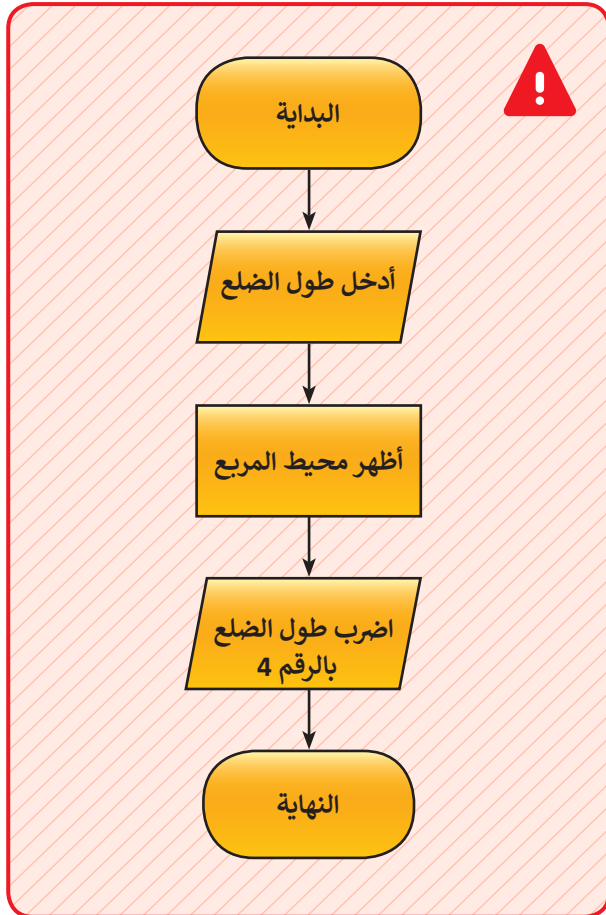 !
البداية
أدخل طول الضلع
أظهر محيط المربع
اضرب طول الضلع
بالرقم 4
النهاية